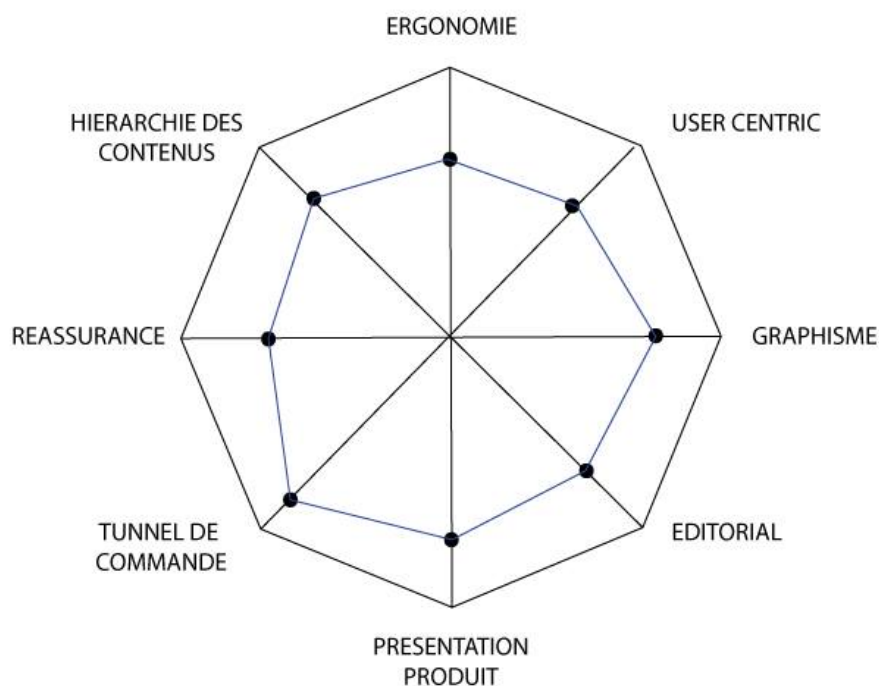 ERGONOMIE
HIERARCHIE DES
CONTENUS
USER CENTRIC
REASSURANCE
GRAPHISME
TUNNEL DE
COMMANDE
EDITORIAL
PRESENTATION
PRODUIT